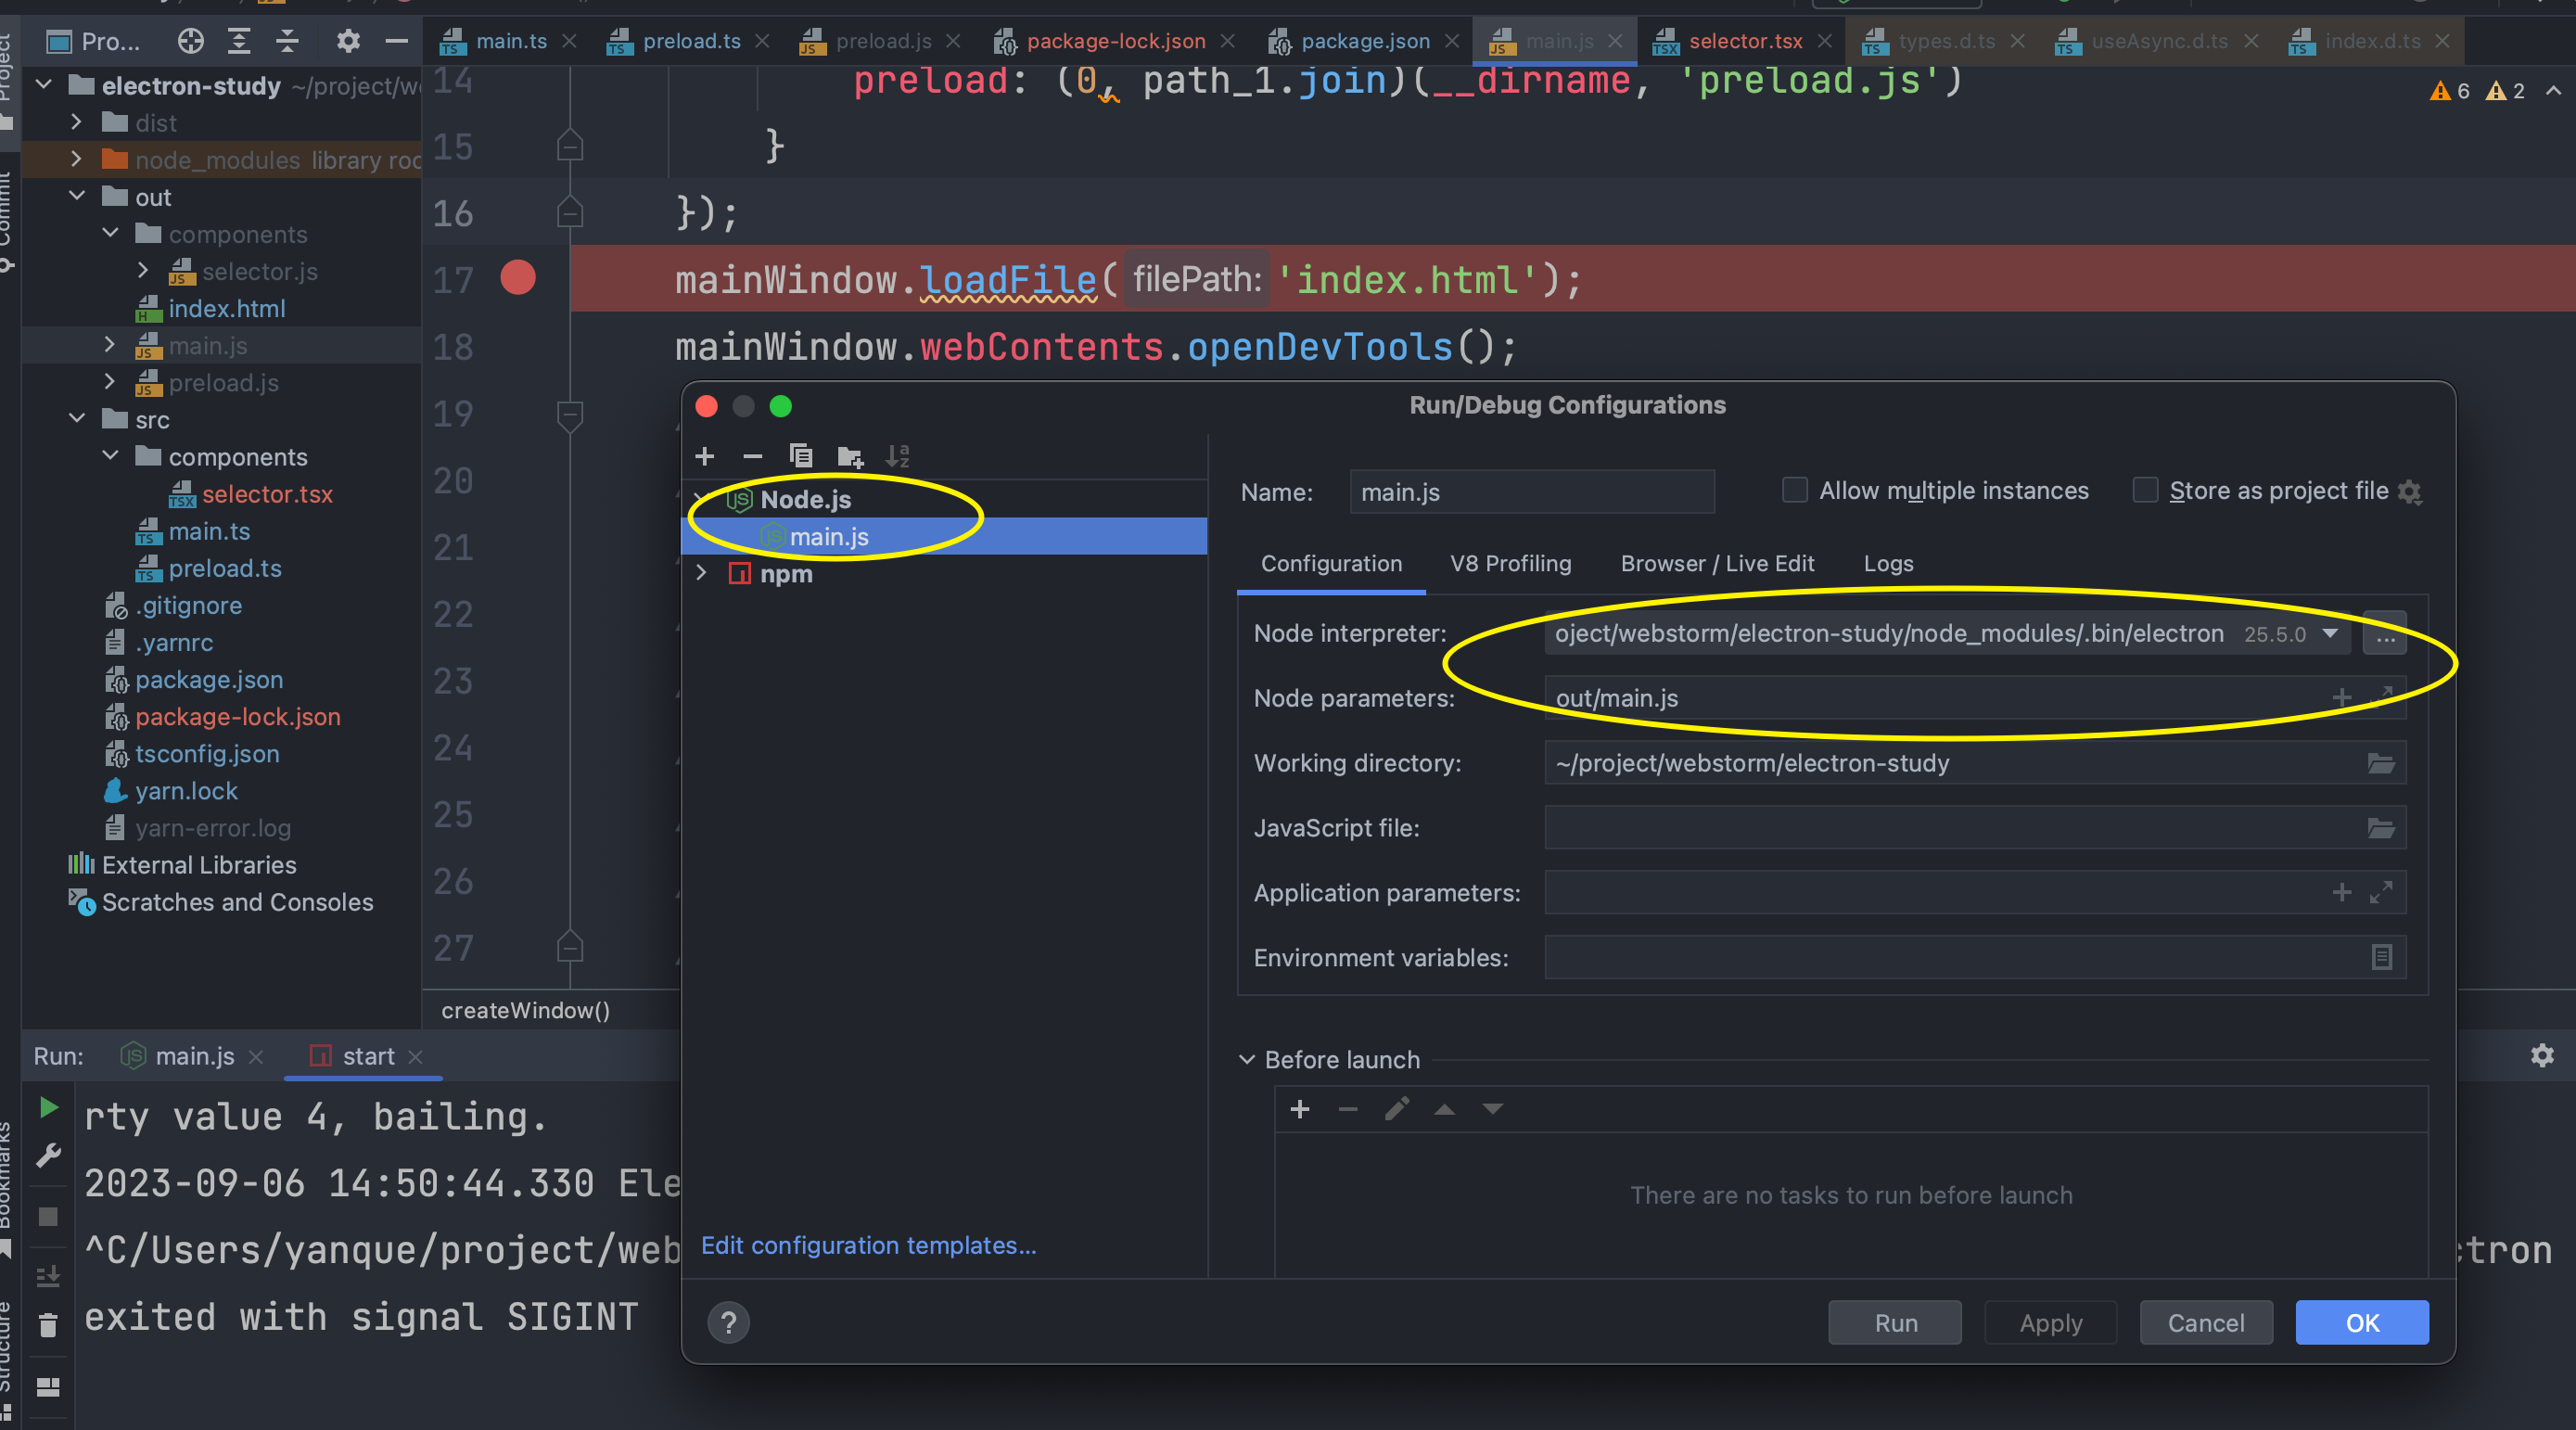 Pro...
main.ts
preload.ts
preload.js
package-lock.json
package.json
main.js
selector.tsx
types.d.ts
useAsync.d.ts
index.d.ts
Project
Commit
Bookmarks
Structure
electron-study ~/project/we
dist
node_modules library roo
out
components
selector.js
index.html
main.js
preload.js
src
components
selector.tsx
main.ts
preload.ts
.gitignore
.yarnrc
package.json
package-lock.json
tsconfig.json
yarn.lock
yarn-error.log
External Libraries
Scratches and Consoles
14 preload: (0, path_1.join)(__dirname, 'preload.js')
15 }
16 });
17 mainWindow.loadFile( filePath: 'index.html');
18 mainWindow.webContents.openDevTools();
19
20
21
22
23
24
25
26
27
6 2
createWindow()
Run/Debug Configurations
Node.js
main.js
npm
Edit configuration templates...
Name: main.js
Allow multiple instances
Store as project file
Configuration V8 Profiling Browser / Live Edit Logs
Node interpreter: oject/webstorm/electron-study/node_modules/.bin/electron 25.5.0
Node parameters: out/main.js
Working directory: ~/project/webstorm/electron-study
JavaScript file:
Application parameters:
Environment variables:
Before launch
There are no tasks to run before launch
? Run Apply Cancel OK
Run: main.js start
rty value 4, bailing.
2023-09-06 14:50:44.330 Ele
^C/Users/yanque/project/web ctron
exited with signal SIGINT